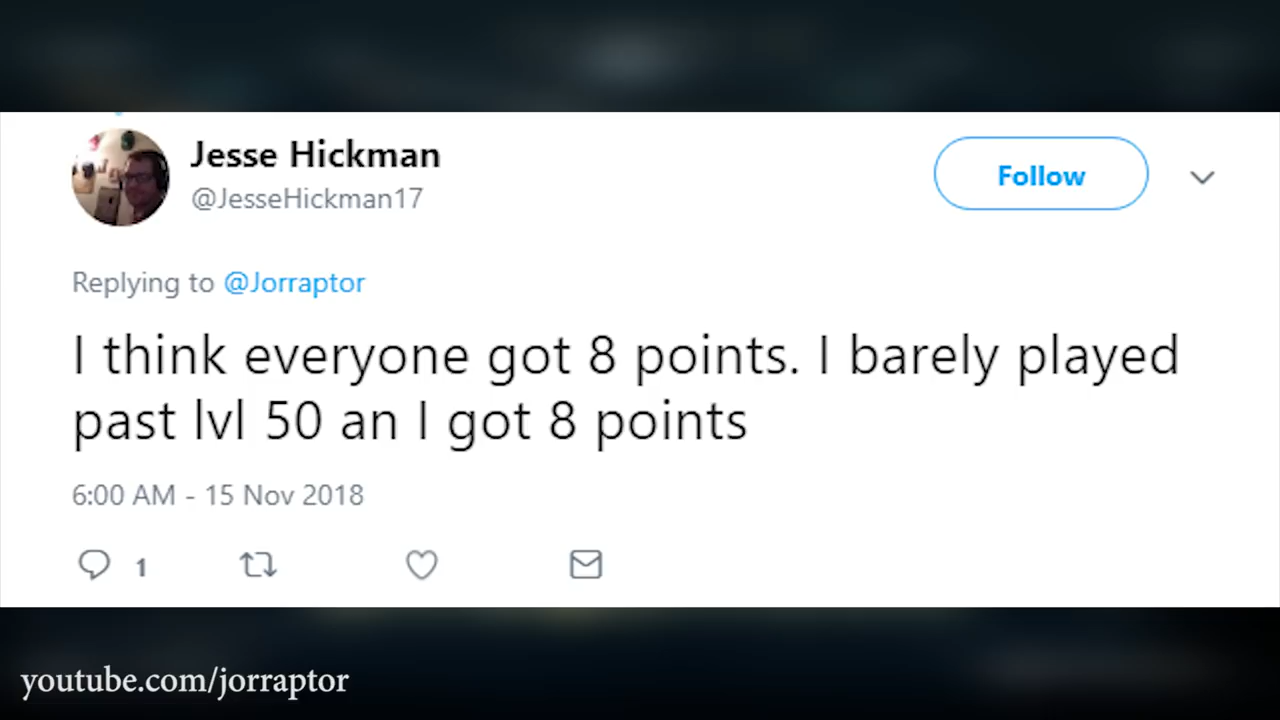 Jesse Hickman
@JesseHickman17
Follow
Replying to @Jorraptor
I think everyone got 8 points. I barely played
past lvl 50 an I got 8 points
6:00 AM - 15 Nov 2018
1
youtube.com/jorraptor